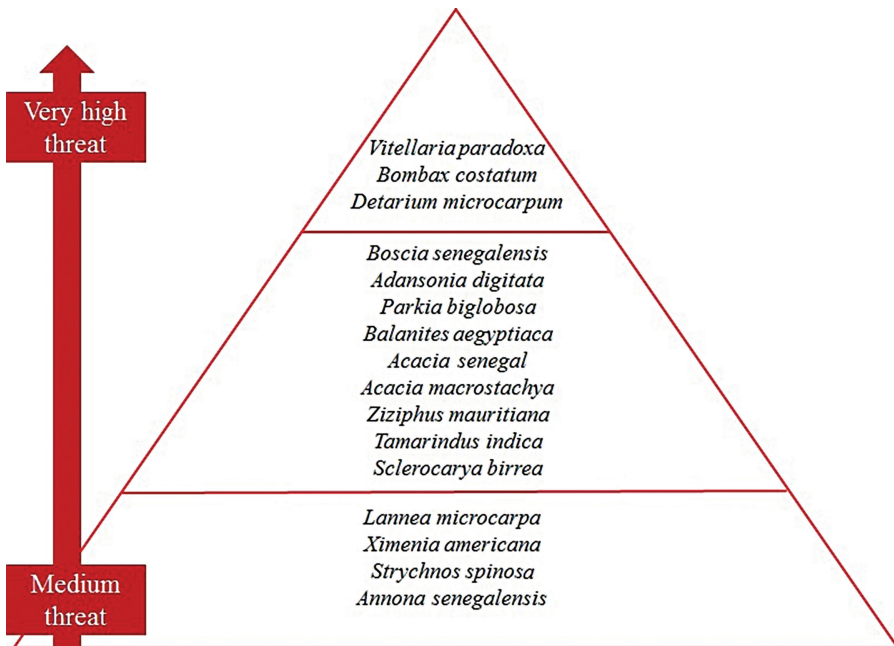 Very high
threat
Vitellaria paradoxa
Bombax costatum
Detarium microcarpum
Boscia senegalensis
Adansonia digitata
Parkia biglobosa
Balanites aegyptiaca
Acacia senegal
Acacia macrostachya
Ziziphus mauritiana
Tamarindus indica
Sclerocarya birrea
Lannea microcarpa
Ximenia americana
Strychnos spinosa
Annona senegalensis
Medium
threat